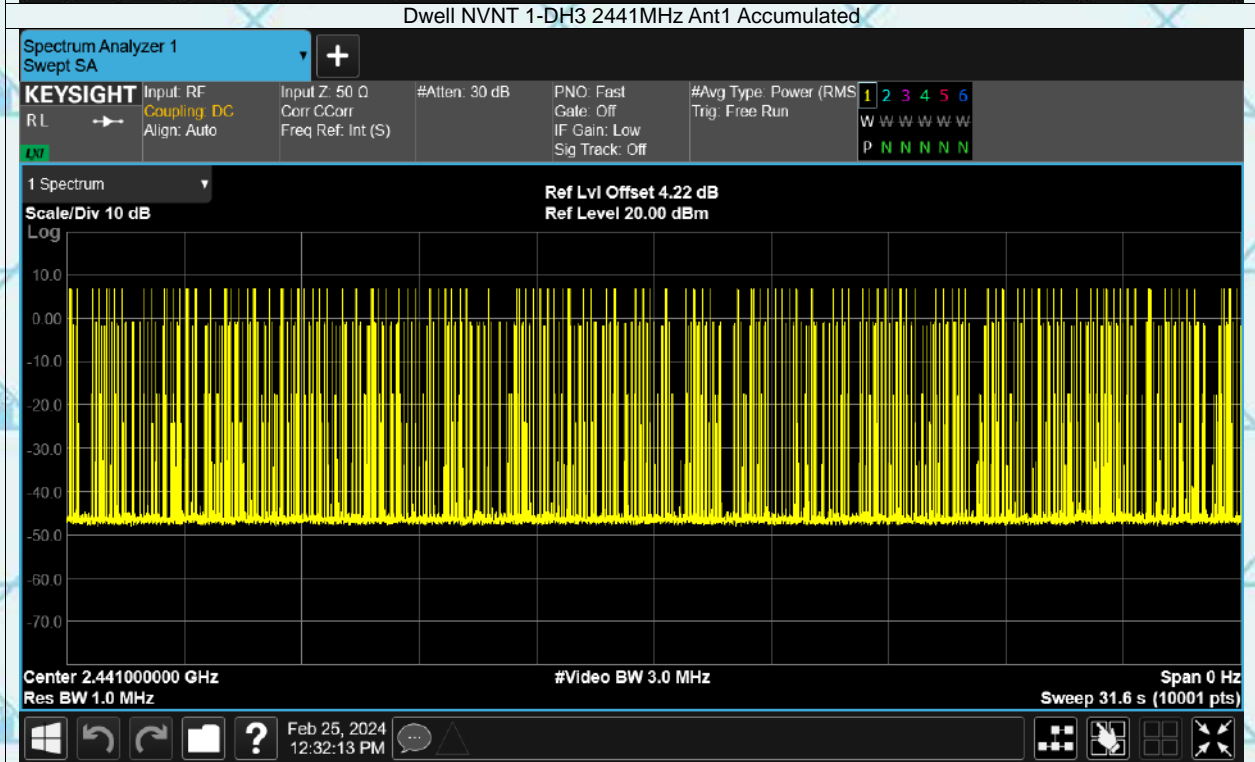 Dwell NVNT 1-DH3 2441MHz Ant1 Accumulated
Spectrum Analyzer 1
Swept SA
+
KEYSIGHT
RL
LXI
Input: RF
Coupling: DC
Align: Auto
Input Z: 50 Ω
Corr CCorr
Freq Ref: Int (S)
#Atten: 30 dB
PNO: Fast
Gate: Off
IF Gain: Low
Sig Track: Off
#Avg Type: Power (RMS
Trig: Free Run
1 2 3 4 5 6
W W W W W W
P N N N N N
1 Spectrum
Scale/Div 10 dB
Ref Lvl Offset 4.22 dB
Ref Level 20.00 dBm
Log
10.0
0.00
-10.0
-20.0
-30.0
-40.0
-50.0
-60.0
-70.0
Center 2.441000000 GHz
#Video BW 3.0 MHz
Span 0 Hz
Res BW 1.0 MHz
Sweep 31.6 s (10001 pts)
?
Feb 25, 2024
12:32:13 PM